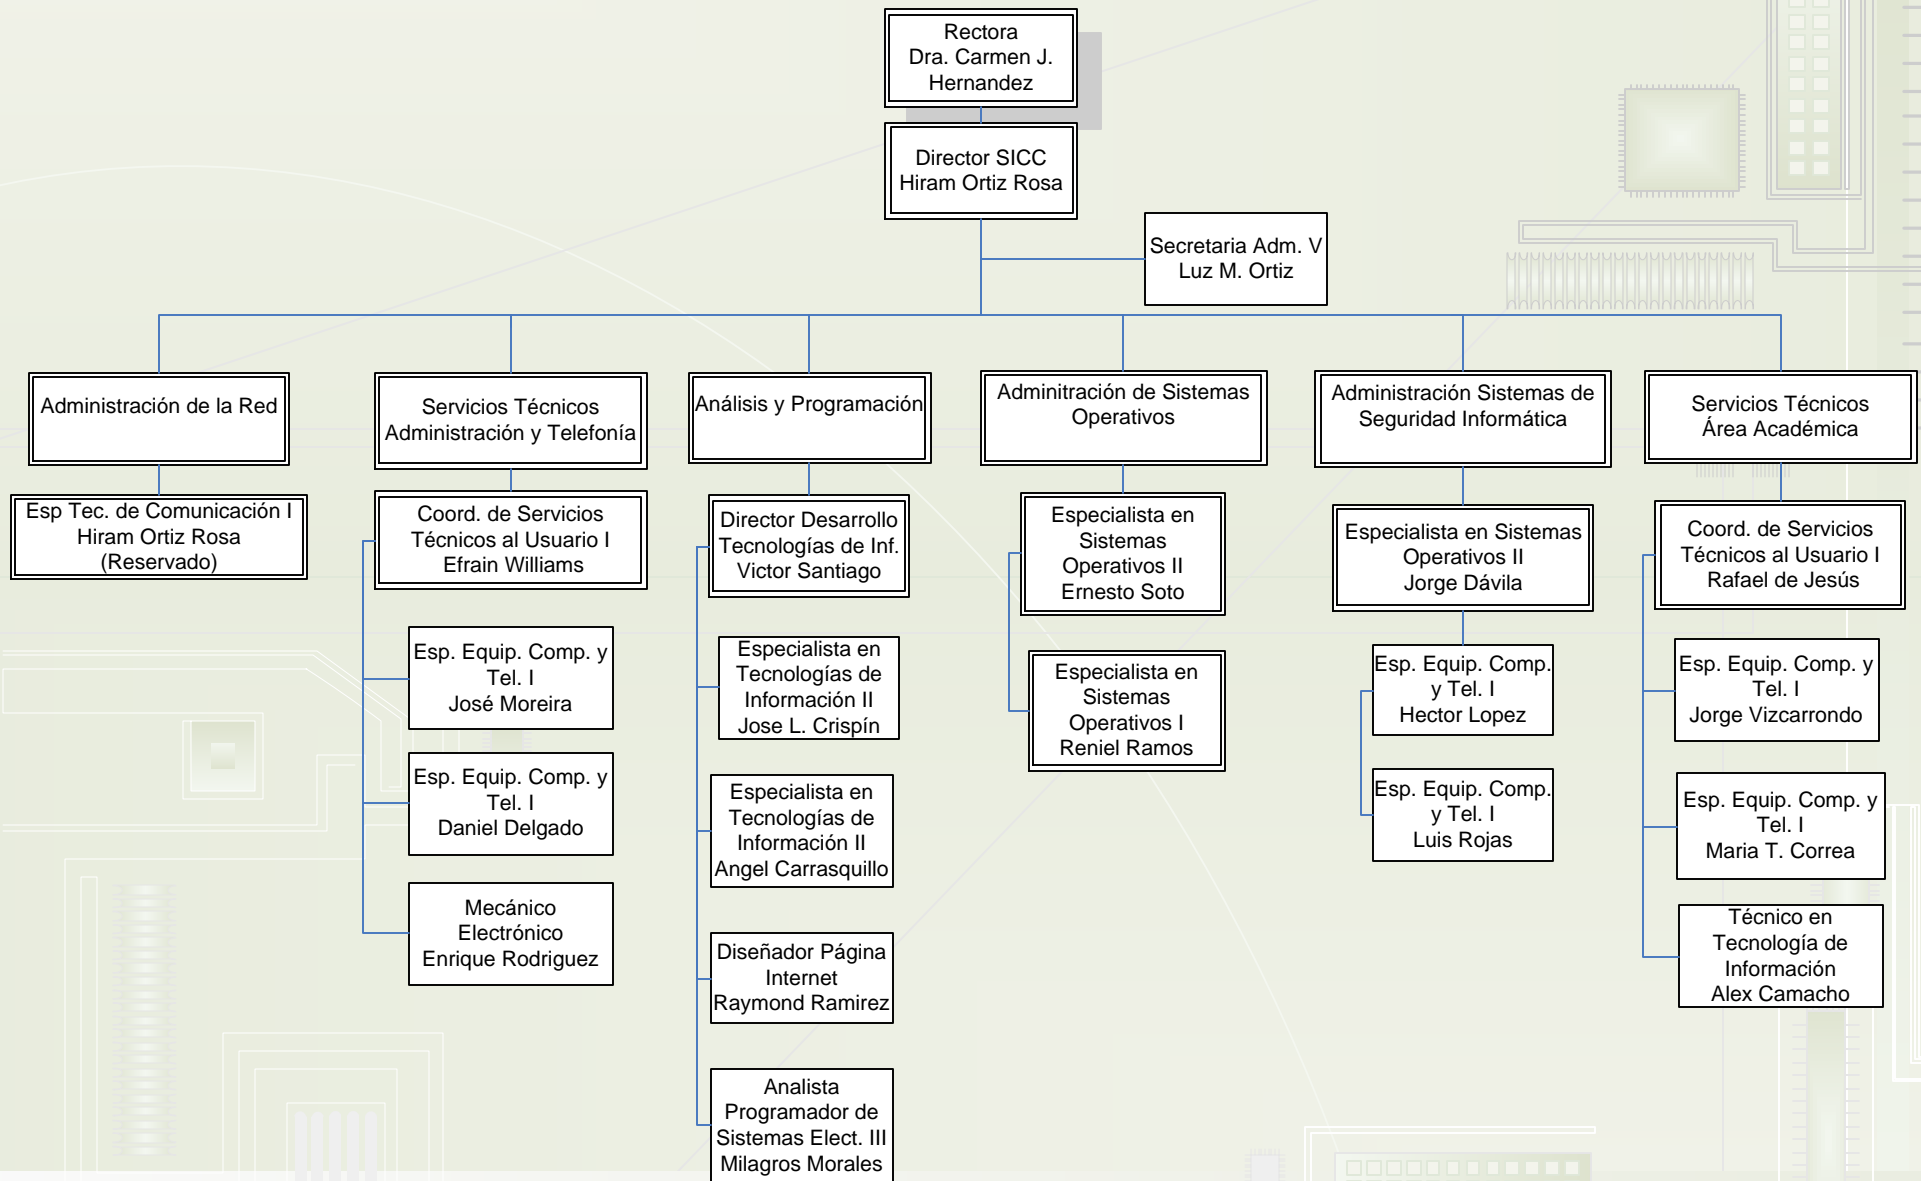 Rectora
Dra. Carmen J.
Hernandez
Director SICC
Hiram Ortiz Rosa
Secretaria Adm. V
Luz M. Ortiz
Administración de la Red
Esp Tec. de Comunicación I
Hiram Ortiz Rosa
(Reservado)
Servicios Técnicos
Administración y Telefonía
Coord. de Servicios
Técnicos al Usuario I
Efrain Williams
Esp. Equip. Comp. y
Tel. I
José Moreira
Esp. Equip. Comp. y
Tel. I
Daniel Delgado
Mecánico
Electrónico
Enrique Rodriguez
Análisis y Programación
Director Desarrollo
Tecnologías de Inf.
Victor Santiago
Especialista en
Tecnologías de
Información II
Jose L. Crispín
Especialista en
Tecnologías de
Información II
Angel Carrasquillo
Diseñador Página
Internet
Raymond Ramirez
Analista
Programador de
Sistemas Elect. III
Milagros Morales
Adminitración de Sistemas
Operativos
Especialista en
Sistemas
Operativos II
Ernesto Soto
Especialista en
Sistemas
Operativos I
Reniel Ramos
Administración Sistemas de
Seguridad Informática
Especialista en Sistemas
Operativos II
Jorge Dávila
Esp. Equip. Comp.
y Tel. I
Hector Lopez
Esp. Equip. Comp.
y Tel. I
Luis Rojas
Servicios Técnicos
Área Académica
Coord. de Servicios
Técnicos al Usuario I
Rafael de Jesús
Esp. Equip. Comp. y
Tel. I
Jorge Vizcarrondo
Esp. Equip. Comp. y
Tel. I
Maria T. Correa
Técnico en
Tecnología de
Información
Alex Camacho